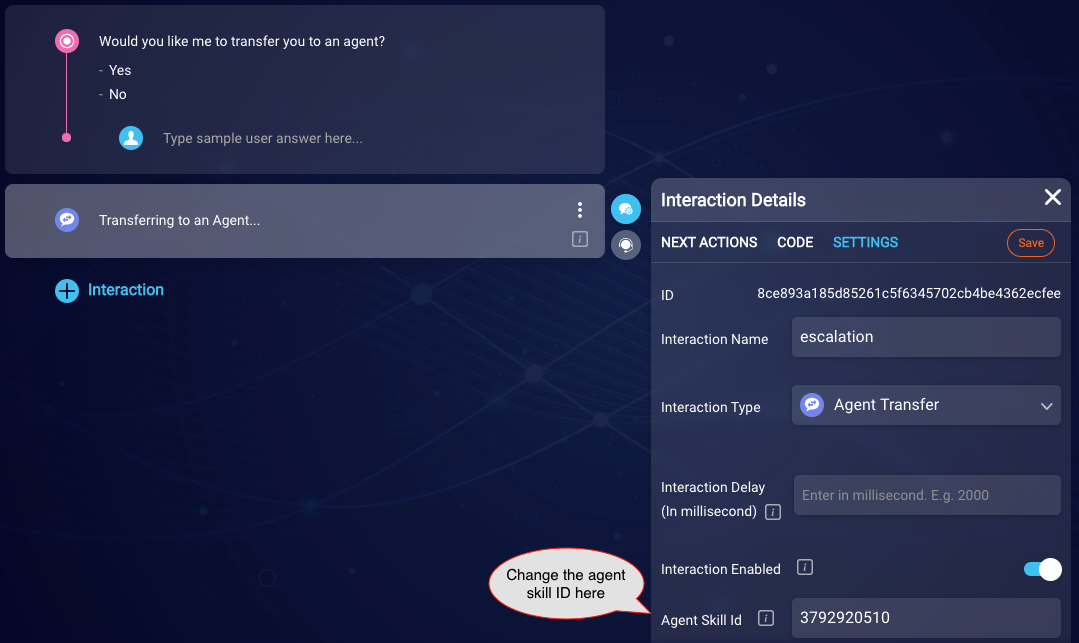 Would you like me to transfer you to an agent?
- Yes
- No
Type sample user answer here...
Transferring to an Agent...
Interaction
Interaction Details
NEXT ACTIONS CODE SETTINGS Save
ID 8ce893a185d85261c5f6345702cb4be4362ecfee
Interaction Name escalation
Interaction Type Agent Transfer
Interaction Delay
(In millisecond) i Enter in millisecond. E.g. 2000
Interaction Enabled i
Change the agent
skill ID here
Agent Skill Id i 3792920510